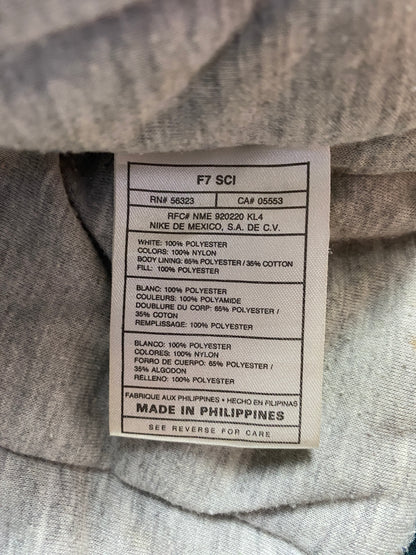 F7 SCI
RN# 56323 CA# 05553
RFC# NME 920220 KL4
NIKE DE MEXICO, S.A. DE C.V.
WHITE: 100% POLYESTER
COLORS: 100% NYLON
BODY LINING: 65% POLYESTER / 35% COTTON
FILL: 100% POLYESTER
BLANC: 100% POLYESTER
COULEURS: 100% POLYAMIDE
DOUBLURE DU CORP: 65% POLYESTER /
35% COTON
REMPLISSAGE: 100% POLYESTER
BLANCO: 100% POLYESTER
COLORES: 100% NYLON
FORRO DE CUERPO: 65% POLYESTER /
35% ALGODON
RELLENO: 100% POLYESTER
FABRIQUE AUX PHILIPPINES • HECHO EN FILIPINAS
MADE IN PHILIPPINES
SEE REVERSE FOR CARE